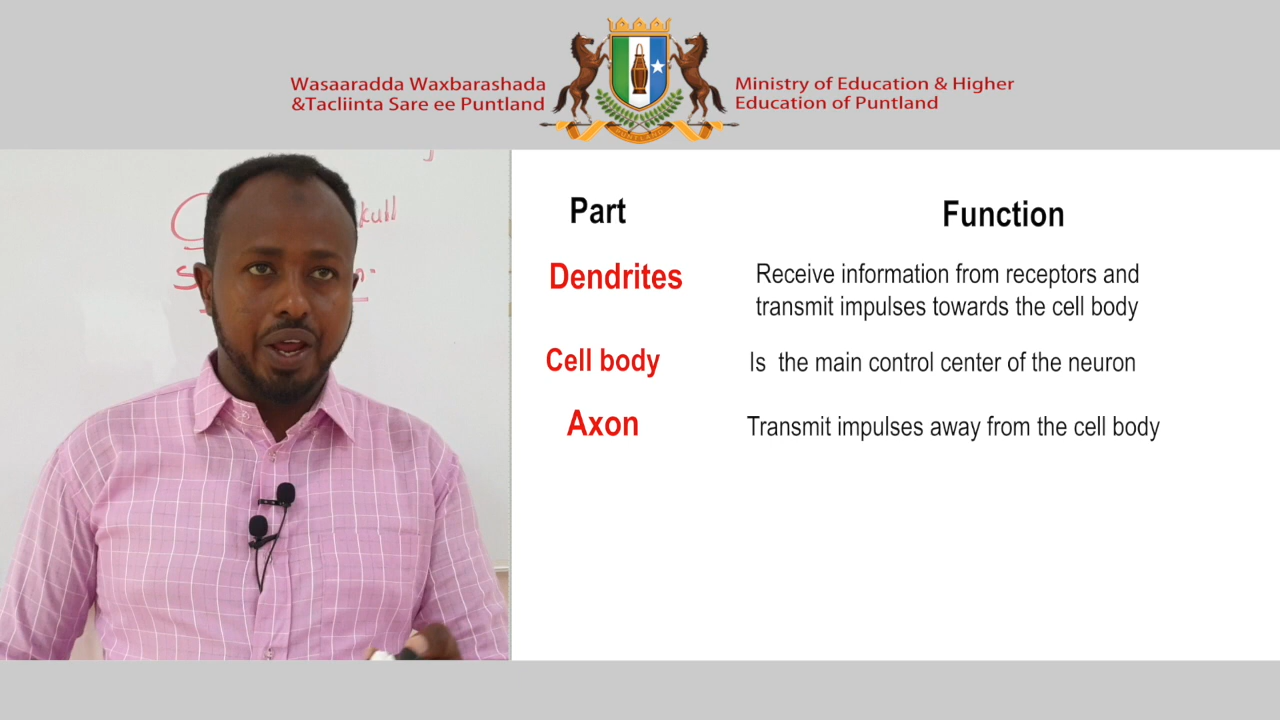 Wasaaradda Waxbarashada
&Tacliinta Sare ee Puntland
Ministry of Education & Higher
Education of Puntland
PUNTLAND
kull
Part
Function
Dendrites
Receive information from receptors and
transmit impulses towards the cell body
Cell body
Is the main control center of the neuron
Axon
Transmit impulses away from the cell body